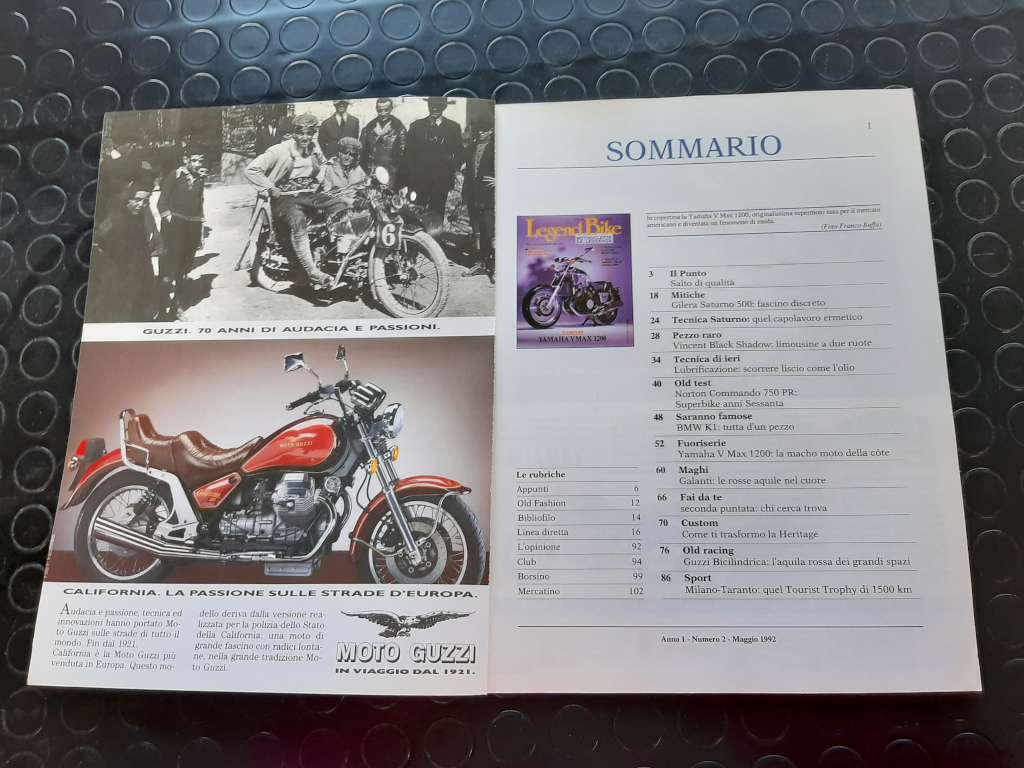 6
GUZZI. 70 ANNI DI AUDACIA E PASSIONI.
MOTO GUZZI
CALIFORNIA. LA PASSIONE SULLE STRADE D'EUROPA.
Audacia e passione, tecnica ed
innovazioni hanno portato Mo-
to Guzzi sulle strade di tutto il
mondo. Fin dal 1921.
California è la Moto Guzzi più
venduta in Europa. Questo mo-
dello deriva dalla versione rea-
lizzata per la polizia dello Stato
della California: una moto di
grande fascino con radici lonta-
ne, nella grande tradizione Mo-
to Guzzi.
MOTO GUZZI
IN VIAGGIO DAL 1921.
1
SOMMARIO
In copertina la Yamaha V Max 1200, originalissima supermoto nata per il mercato
americano e diventata un fenomeno di moda.
(Foto Franco Buffa)
Legend Bike
YAMAHA V MAX 1200
3 Il Punto
Salto di qualità
18 Mitiche
Gilera Saturno 500: fascino discreto
24 Tecnica Saturno: quel capolavoro ermetico
28 Pezzo raro
Vincent Black Shadow: limousine a due ruote
34 Tecnica di ieri
Lubrificazione: scorrere liscio come l'olio
40 Old test
Norton Commando 750 PR:
Superbike anni Sessanta
48 Saranno famose
BMW K1: tutta d'un pezzo
52 Fuoriserie
Yamaha V Max 1200: la macho moto della côte
60 Maghi
Galanti: le rosse aquile nel cuore
66 Fai da te
seconda puntata: chi cerca trova
70 Custom
Come ti trasformo la Heritage
76 Old racing
Guzzi Bicilindrica: l'aquila rossa dei grandi spazi
86 Sport
Milano-Taranto: quel Tourist Trophy di 1500 km
Le rubriche
Appunti 6
Old Fashion 12
Bibliofilo 14
Linea diretta 16
L'opinione 92
Club 94
Borsino 99
Mercatino 102
Anno 1 - Numero 2 - Maggio 1992